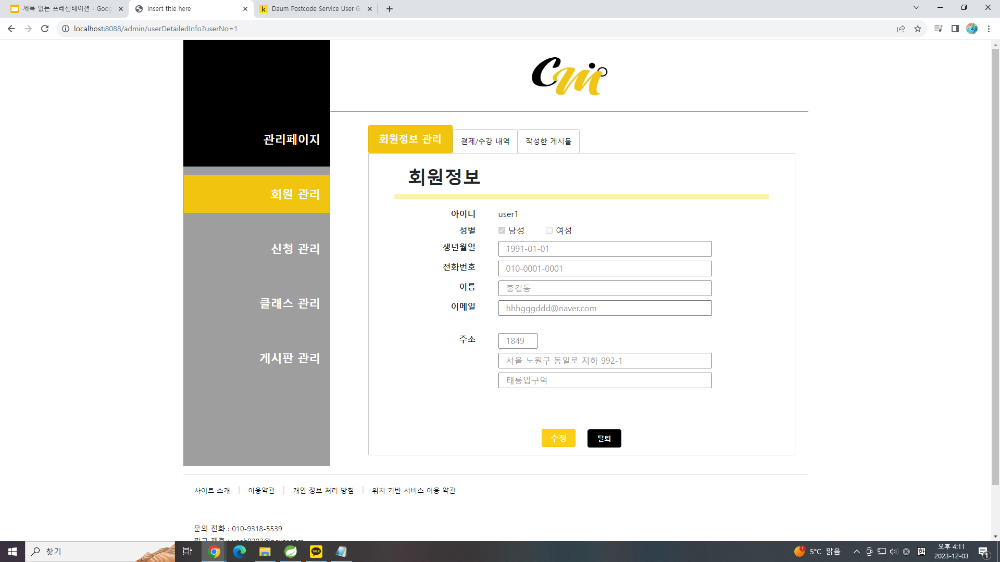 제목 없는 프레젠테이션 - Goog
Insert title here
Daum Postcode Service User G
localhost:8088/admin/userDetailedInfo?userNo=1
Cm
관리페이지
회원정보 관리
결제/수강 내역
작성한 게시물
회원정보
회원 관리
아이디
user1
성별
남성
여성
생년월일
1991-01-01
신청 관리
전화번호
010-0001-0001
이름
홍길동
클래스 관리
이메일
hhhgggddd@naver.com
주소
1849
게시판 관리
서울 노원구 동일로 지하 992-1
태릉입구역
수정
탈퇴
사이트 소개
이용약관
개인 정보 처리 방침
위치 기반 서비스 이용 약관
문의 전화 : 010-9318-5539
찾기
TALK
1
5°C 맑음
한
오후 4:11
2023-12-03
1